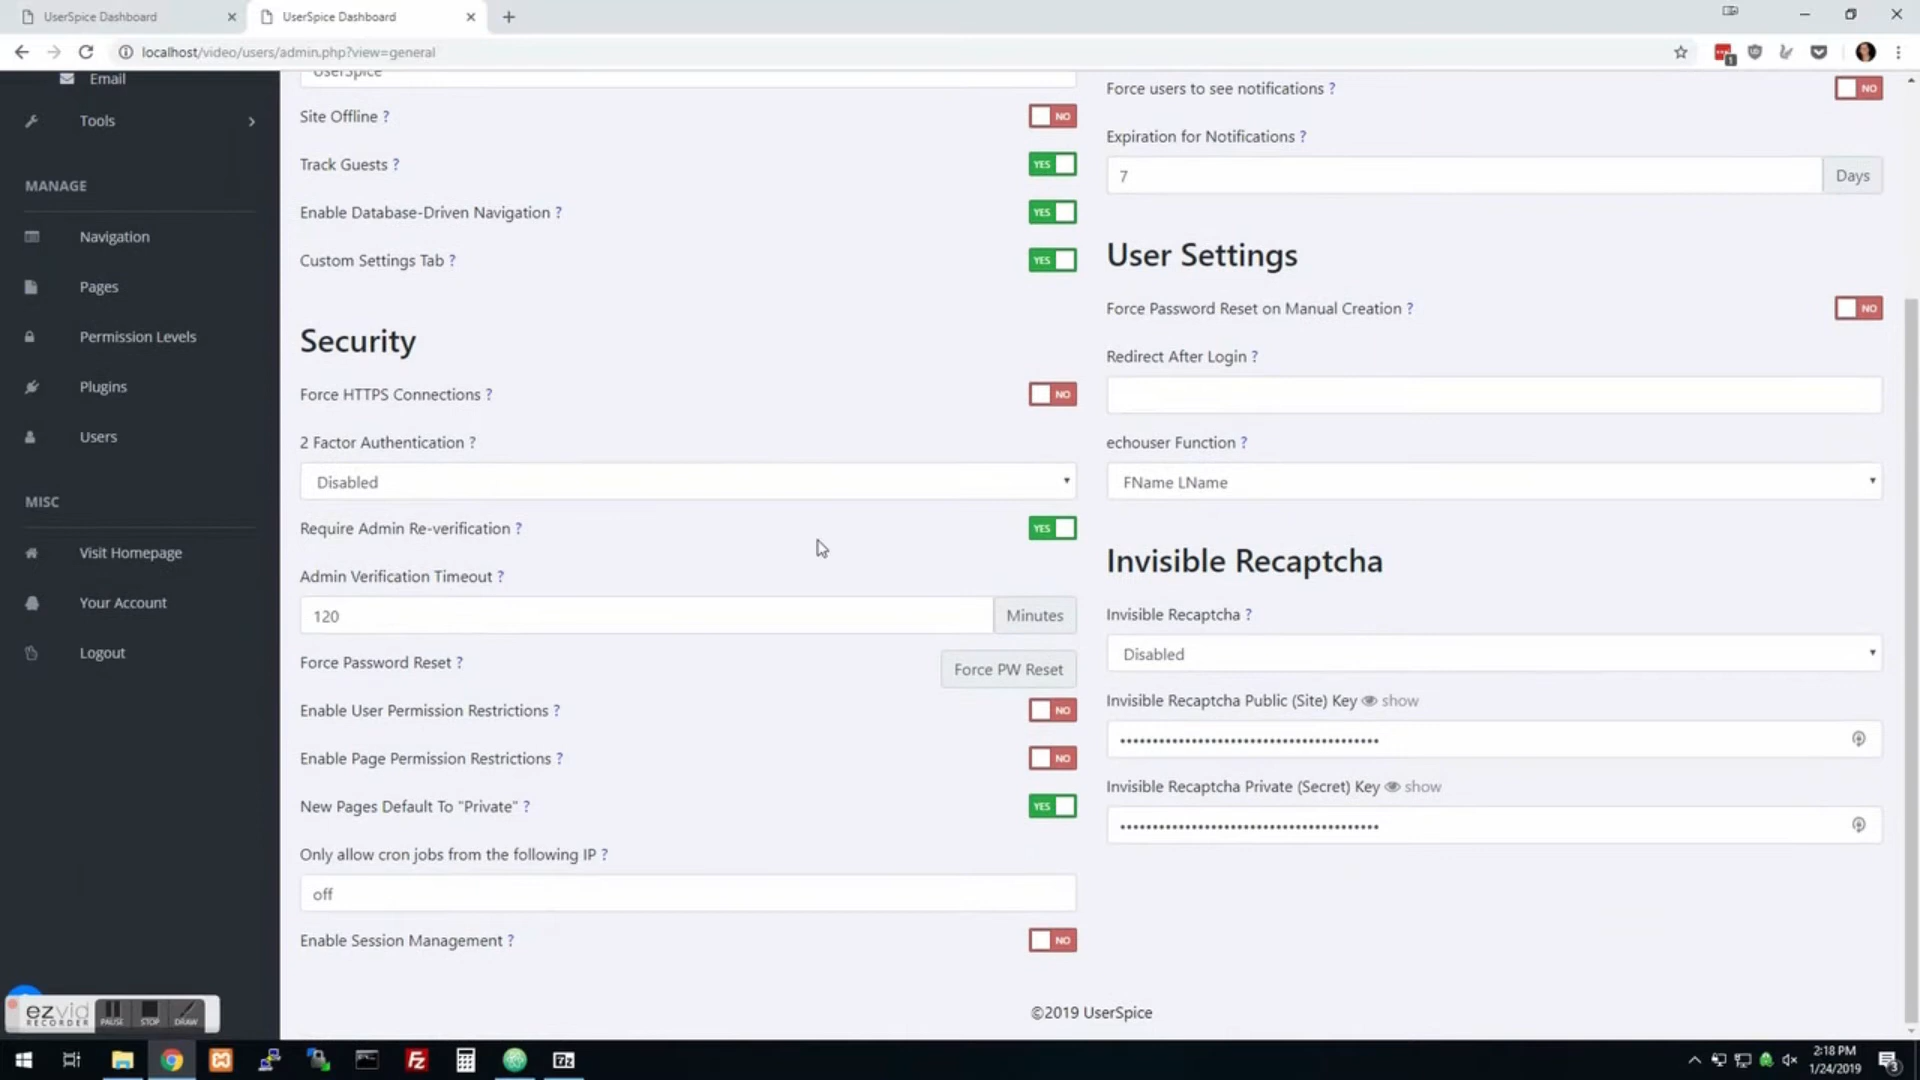 UserSpice Dashboard
UserSpice Dashboard
localhost/video/users/admin.php?view=general
1
Email
Tools
MANAGE
Navigation
Pages
Permission Levels
Plugins
Users
MISC
Visit Homepage
Your Account
Logout
UserSpice
Site Offline ? NO
Track Guests ? YES
Enable Database-Driven Navigation ? YES
Custom Settings Tab ? YES
Security
Force HTTPS Connections ? NO
2 Factor Authentication ?
Disabled
Require Admin Re-verification ? YES
Admin Verification Timeout ?
120 Minutes
Force Password Reset ? Force PW Reset
Enable User Permission Restrictions ? NO
Enable Page Permission Restrictions ? NO
New Pages Default To "Private" ? YES
Only allow cron jobs from the following IP ?
off
Enable Session Management ? NO
Force users to see notifications ? NO
Expiration for Notifications ?
7 Days
User Settings
Force Password Reset on Manual Creation ? NO
Redirect After Login ?
echouser Function ?
FName LName
Invisible Recaptcha
Invisible Recaptcha ?
Disabled
Invisible Recaptcha Public (Site) Key show
Invisible Recaptcha Private (Secret) Key show
©2019 UserSpice
ezvid
RECORDER
PAUSE STOP DRAW
7z
2:18 PM
1/24/2019
3